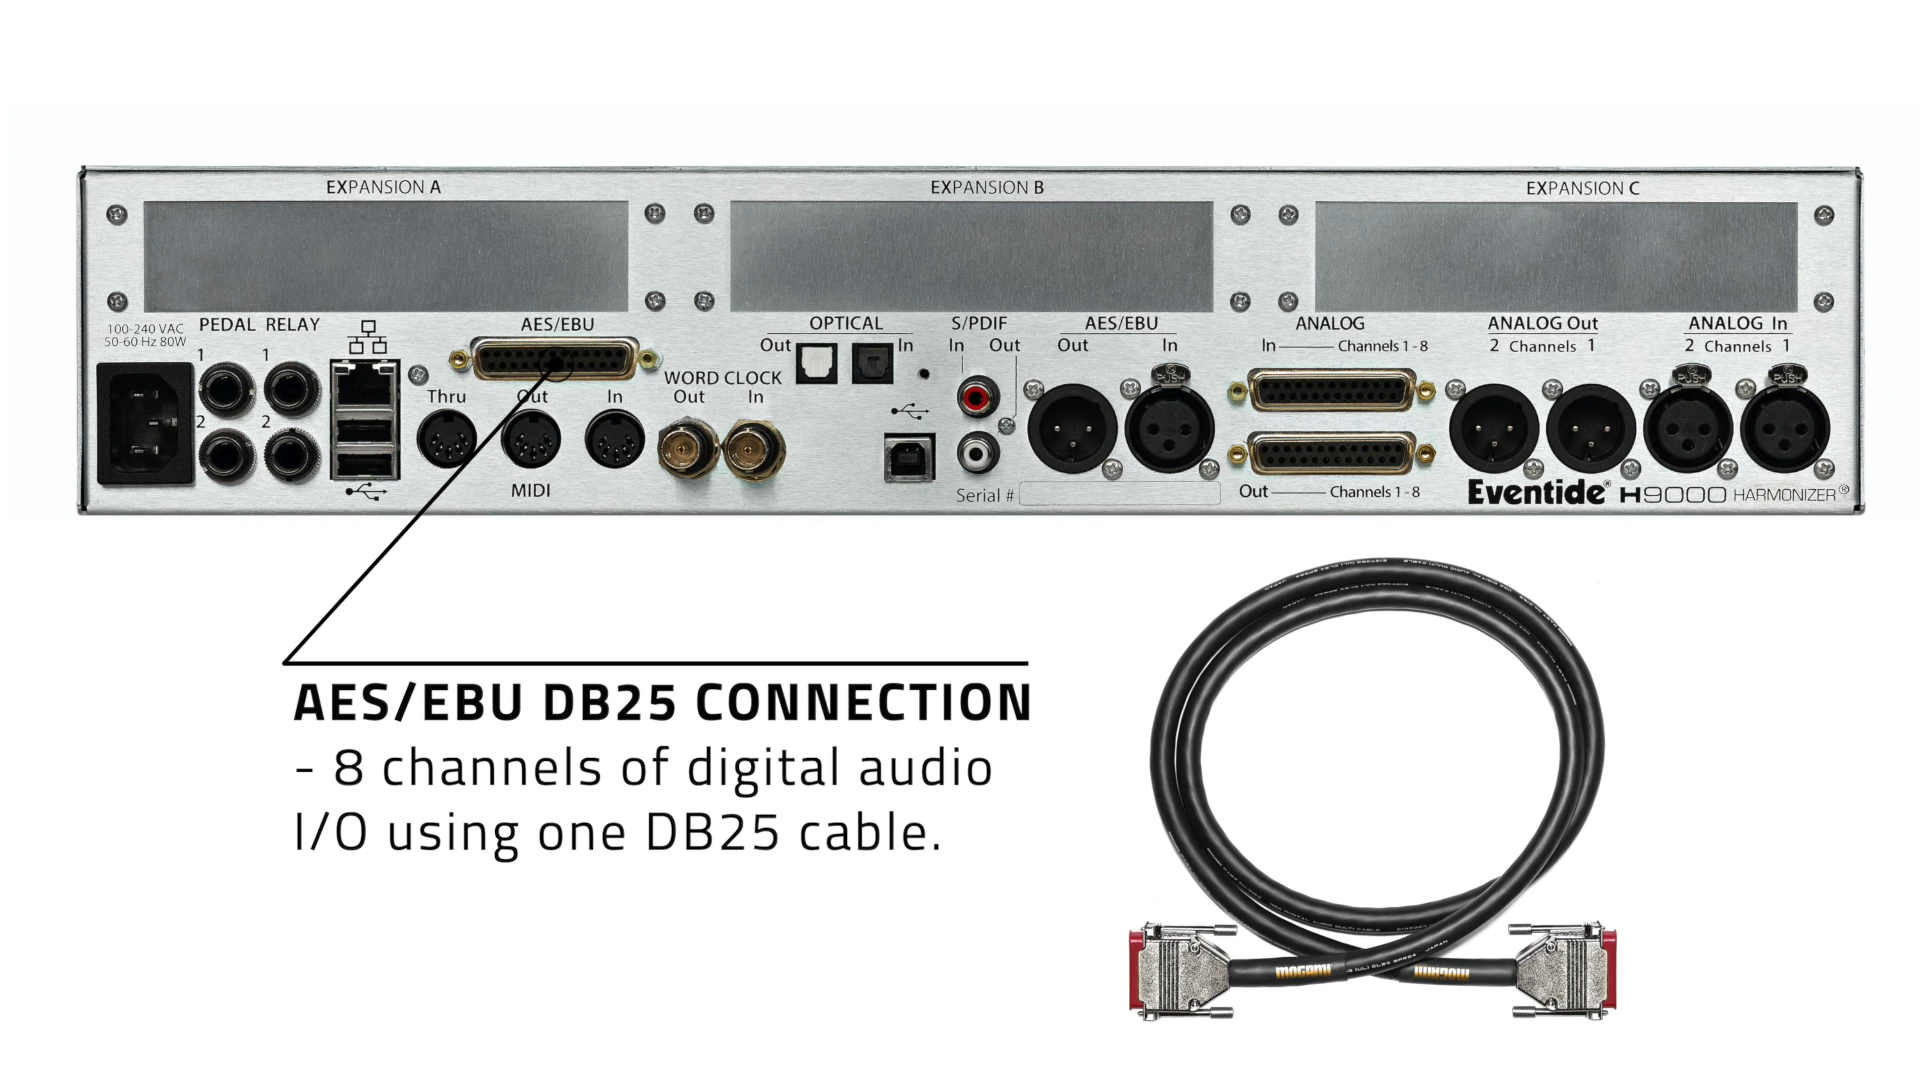 EXPANSION A
EXPANSION B
EXPANSION C
100-240 VAC
50-60 Hz 80W
PEDAL RELAY
1 1
2 2
AES/EBU
Thru Out In
MIDI
WORD CLOCK
Out In
OPTICAL
Out In
S/PDIF
In Out
AES/EBU
Out In
PUSH
Serial #
ANALOG
In Channels 1 - 8
Out Channels 1 - 8
ANALOG Out
2 Channels 1
ANALOG In
2 Channels 1
PUSH PUSH
Eventide® H9000 HARMONIZER®
AES/EBU DB25 CONNECTION
- 8 channels of digital audio
I/O using one DB25 cable.
JAPAN
mogami mogami